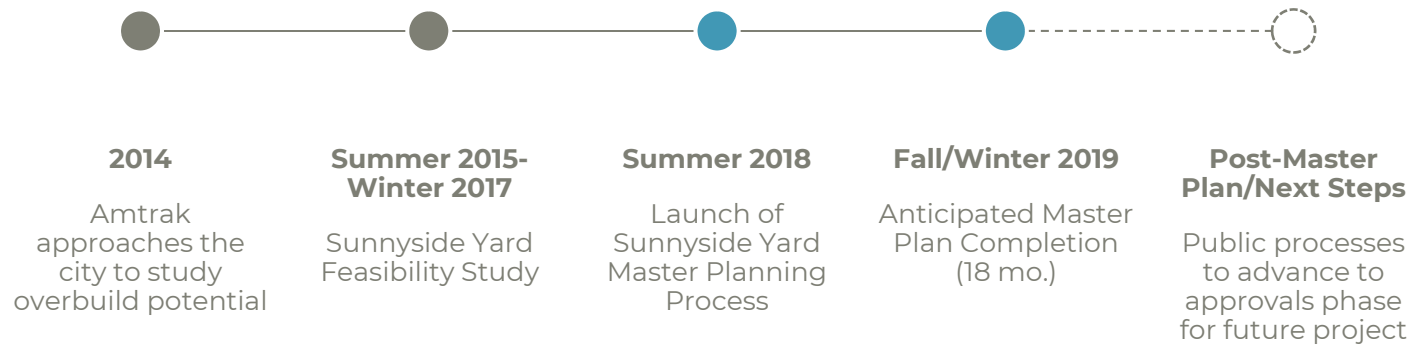 2014
Amtrak
approaches the
city to study
overbuild potential
Summer 2015-
Winter 2017
Sunnyside Yard
Feasibility Study
Summer 2018
Launch of
Sunnyside Yard
Master Planning
Process
Fall/Winter 2019
Anticipated Master
Plan Completion
(18 mo.)
Post-Master
Plan/Next Steps
Public processes
to advance to
approvals phase
for future project